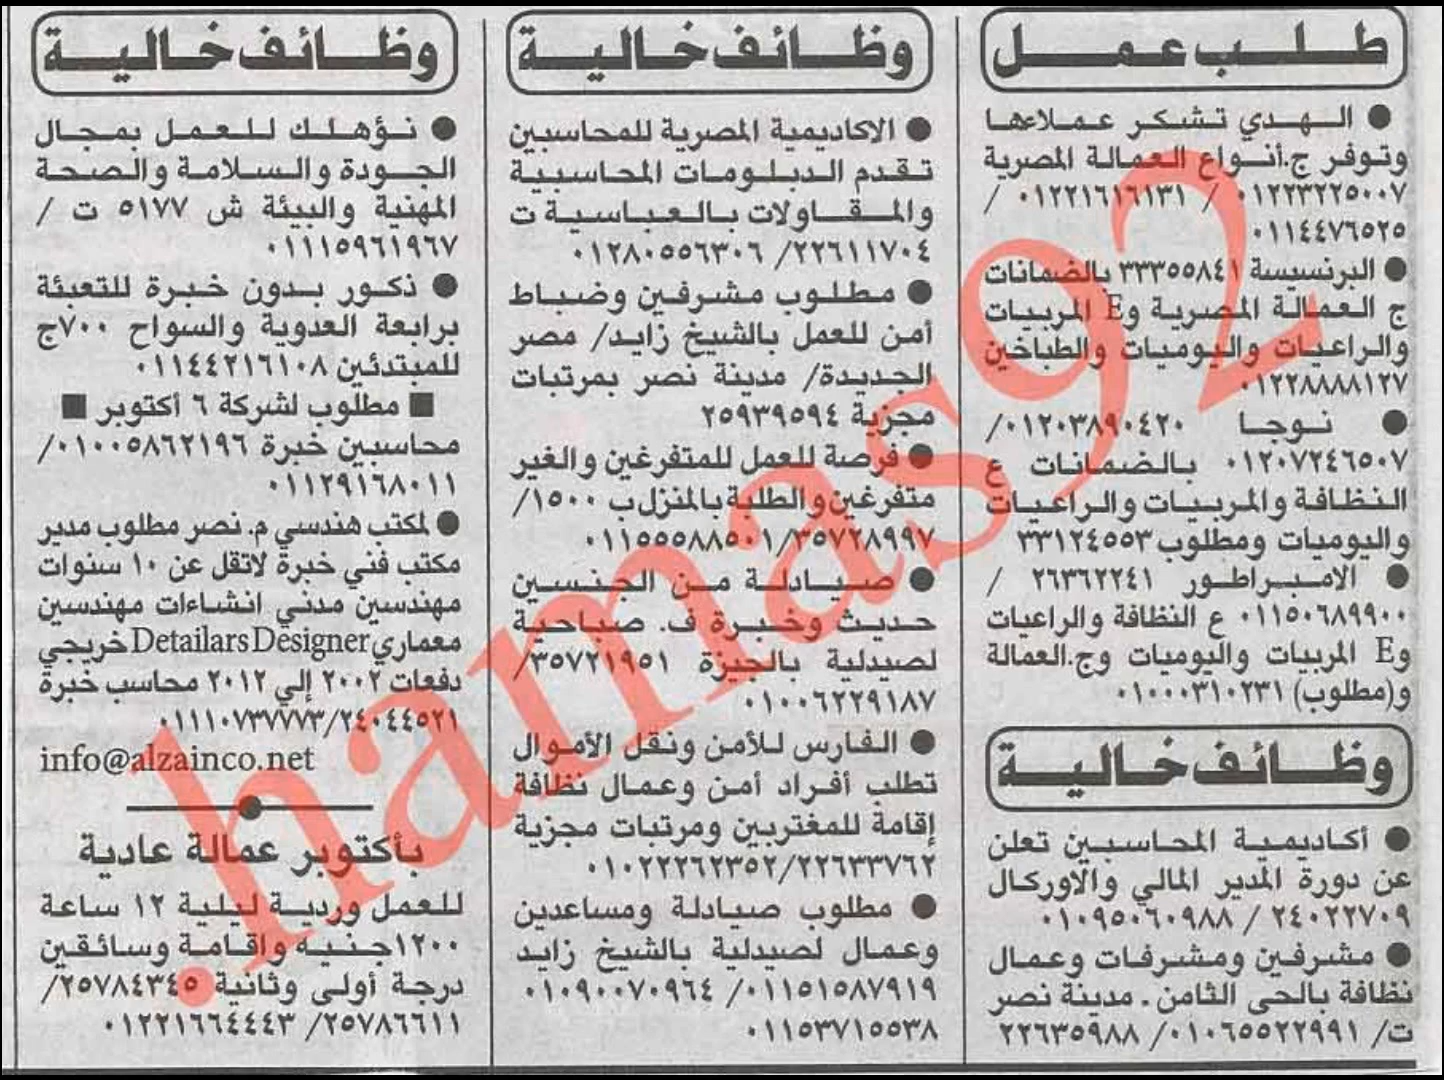 طلب عمل
● الهدي تشكر عملاءها
وتوفر ج.أنواع العمالة المصرية
٠١٢٢٣٢٢٥٠٠٧ / ٠١٢٢١٦١٦١٣١ /
٠١١٤٤٧٦٥٢٥
● البرنسيسة ٣٣٣٥٥٨٤١ بالضمانات
ج العمالة المصرية وE المربيات
والراعيات واليوميات والطباخين
٠١٢٢٨٨٨٨١٢٧
● نوجا ٠١٢٠٣٨٩٠٤٢٠/
٠١٢٠٧٢٤٦٥٠٧ بالضمانات ع
النظافة والمربيات والراعيات
واليوميات ومطلوب ٣٣١٢٤٥٥٣
● الامبراطور ٢٦٣٦٢٢٤١ /
٠١١٥٠٦٨٩٩٠٠ ع النظافة والراعيات
وE المربيات واليوميات وج.العمالة
و(مطلوب) ٠١٠٠٠٣١٠٢٣١
وظائف خالية
● أكاديمية المحاسبين تعلن
عن دورة المدير المالي والاوركال
٢٤٠٢٢٧٠٩ / ٠١٠٩٥٠٦٠٩٨٨
● مشرفين ومشرفات وعمال
نظافة بالحى الثامن. مدينة نصر
ت/ ٠١٠٦٥٥٢٢٩٩١/ ٢٢٦٣٥٩٨٨
وظائف خالية
● الاكاديمية المصرية للمحاسبين
تقدم الدبلومات المحاسبية
والمقاولات بالعباسية ت
٢٢٦١١٧٠٤/ ٠١٢٨٠٥٥٦٣٠٦
● مطلوب مشرفين وضباط
أمن للعمل بالشيخ زايد/ مصر
الجديدة/ مدينة نصر بمرتبات
مجزية ٢٥٩٣٩٥٩٤
● فرصة للعمل للمتفرغين والغير
متفرغين والطلبة بالمنزل ب ١٥٠٠/
٠١١٥٥٥٨٨٥٠١/٣٥٧٢٨٩٩٧
● صيادلة من الجنسين
حديث وخبرة ف. صباحية
لصيدلية بالجيزة ٣٥٧٢١٩٥١/
٠١٠٠٦٢٢٩١٨٧
● الفارس للأمن ونقل الأموال
تطلب أفراد أمن وعمال نظافة
إقامة للمغتربين ومرتبات مجزية
٠١٠٢٢٢٦٢٣٥٢/٢٢٦٣٣٧٦٢
● مطلوب صيادلة ومساعدين
وعمال لصيدلية بالشيخ زايد
٠١١٥١٥٨٧٩١٩/ ٠١٠٩٠٠٧٠٩٦٤
٠١١٥٣٧١٥٥٣٨
وظائف خالية
● نؤهلك للعمل بمجال
الجودة والسلامة والصحة
المهنية والبيئة ش ٥١٧٧ ت /
٠١١١٥٩٦١٩٦٧
● ذكور بدون خبرة للتعبئة
برابعة العدوية والسواح ٧٠٠ج
للمبتدئين ٠١١٤٤٢١٦١٠٨
■ مطلوب لشركة ٦ أكتوبر ■
محاسبين خبرة ٠١٠٠٥٨٦٢١٩٦/
٠١١٢٩١٦٨٠١١
● لمكتب هندسي م. نصر مطلوب مدير
مكتب فني خبرة لاتقل عن ١٠ سنوات
مهندسين مدني انشاءات مهندسين
معماري Detailars Designer خريجي
دفعات ٢٠٠٢ إلي ٢٠١٢ محاسب خبرة
٠١١١٠٧٣٧٧٧٣/٢٤٠٤٤٥٢١
info@alzainco.net
بأكتوبر عمالة عادية
للعمل وردية ليلية ١٢ ساعة
١٢٠٠جنيه واقامة وسائقين
درجة أولى وثانية ٢٥٧٨٤٣٤٥/
٢٥٧٨٦٦١١/ ٠١٢٢١٦٦٤٤٤٣
.hamas92